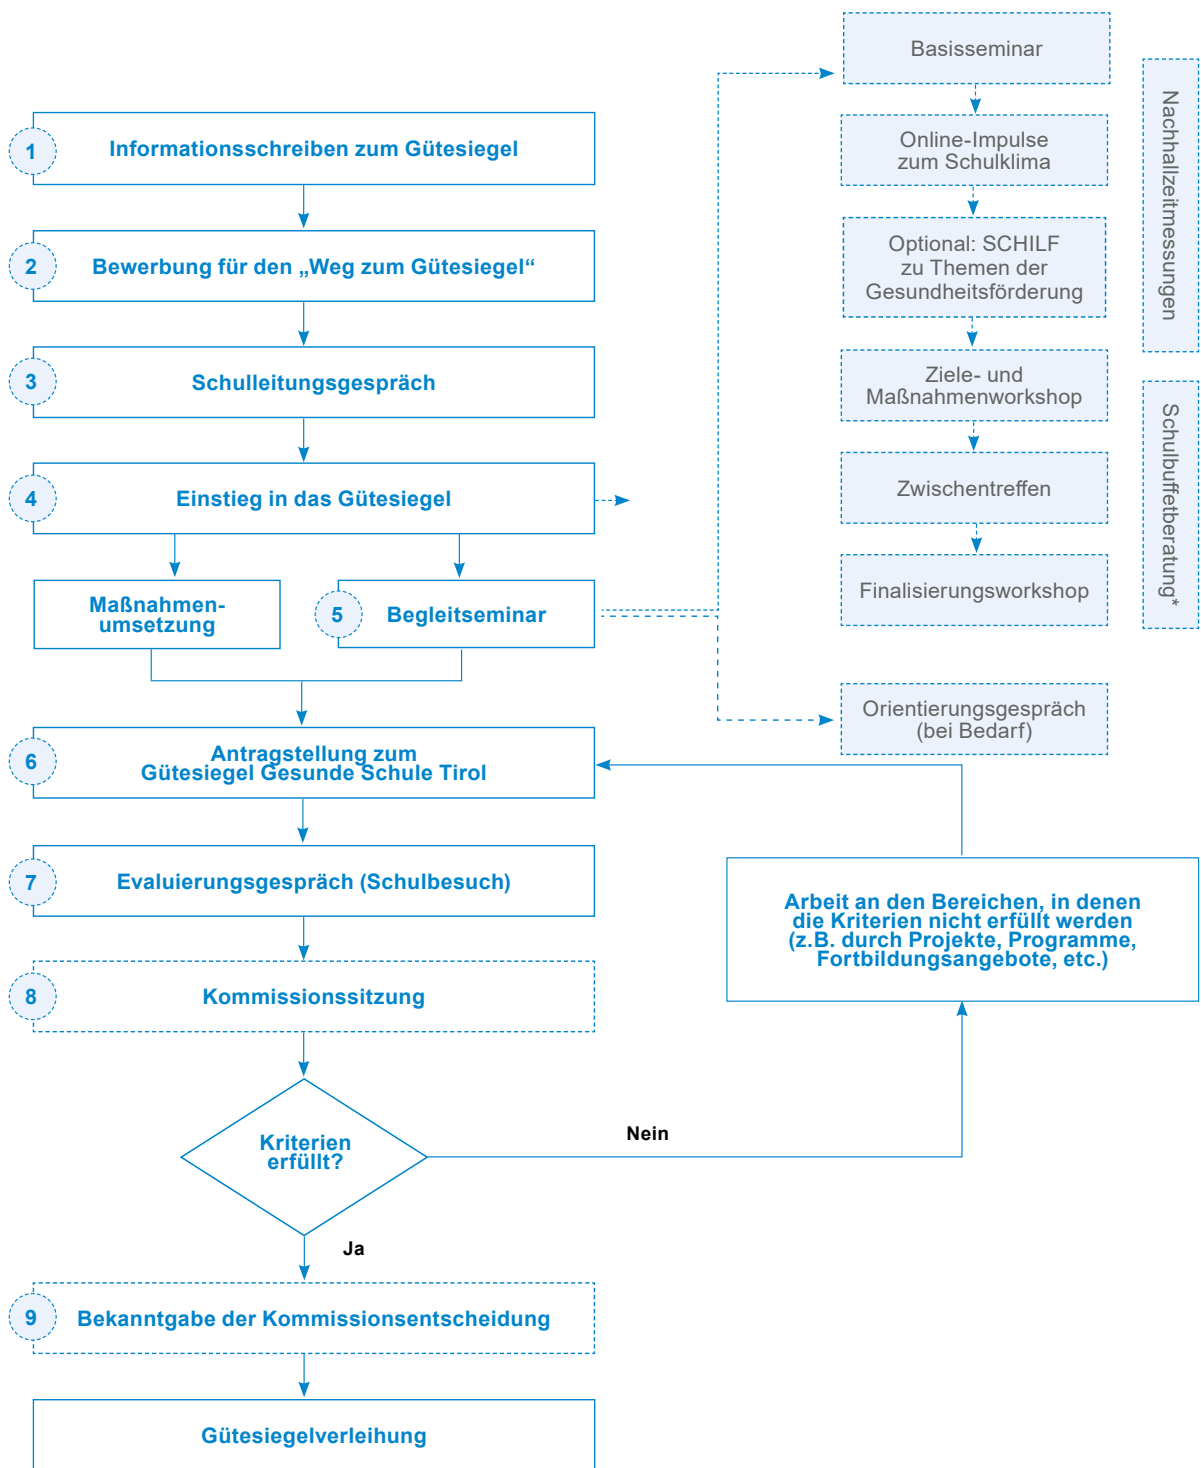 1
Informationsschreiben zum Gütesiegel
2
Bewerbung für den „Weg zum Gütesiegel“
3
Schulleitungsgespräch
4
Einstieg in das Gütesiegel
Maßnahmen-
umsetzung
5
Begleitseminar
6
Antragstellung zum
Gütesiegel Gesunde Schule Tirol
7
Evaluierungsgespräch (Schulbesuch)
8
Kommissionssitzung
Kriterien
erfüllt?
Nein
Ja
9
Bekanntgabe der Kommissionsentscheidung
Gütesiegelverleihung
Basisseminar
Online-Impulse
zum Schulklima
Optional: SCHILF
zu Themen der
Gesundheitsförderung
Ziele- und
Maßnahmenworkshop
Zwischentreffen
Finalisierungsworkshop
Orientierungsgespräch
(bei Bedarf)
Nachhallzeitmessungen
Schulbuffetberatung*
Arbeit an den Bereichen, in denen
die Kriterien nicht erfüllt werden
(z.B. durch Projekte, Programme,
Fortbildungsangebote, etc.)